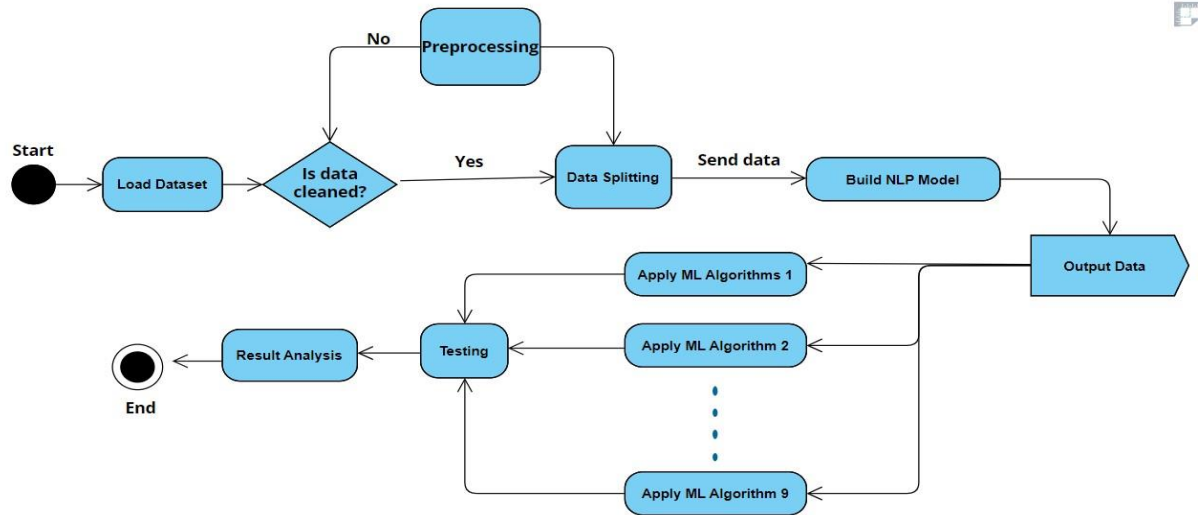 No
Preprocessing
Start
Load Dataset
Is data
cleaned?
Yes
Data Splitting
Send data
Build NLP Model
Output Data
Apply ML Algorithms 1
Apply ML Algorithm 2
Apply ML Algorithm 9
Testing
Result Analysis
End